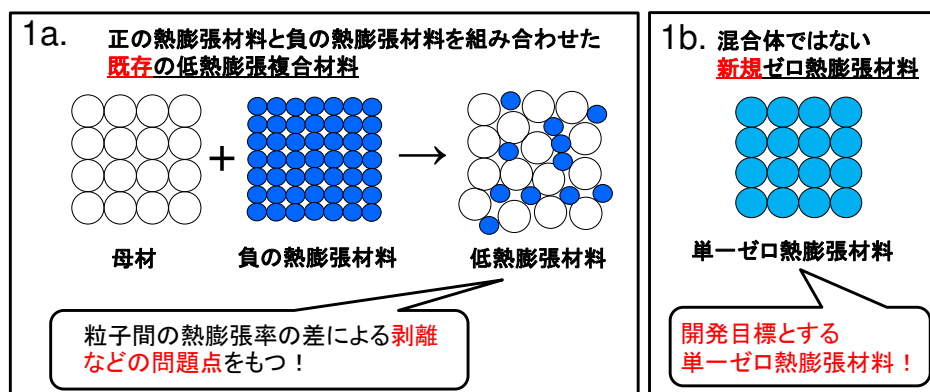 1a.
正の熱膨張材料と負の熱膨張材料を組み合わせた
既存の低熱膨張複合材料
+
→
母材
負の熱膨張材料
低熱膨張材料
粒子間の熱膨張率の差による剥離
などの問題点をもつ！
1b.
混合体ではない
新規ゼロ熱膨張材料
単一ゼロ熱膨張材料
開発目標とする
単一ゼロ熱膨張材料！